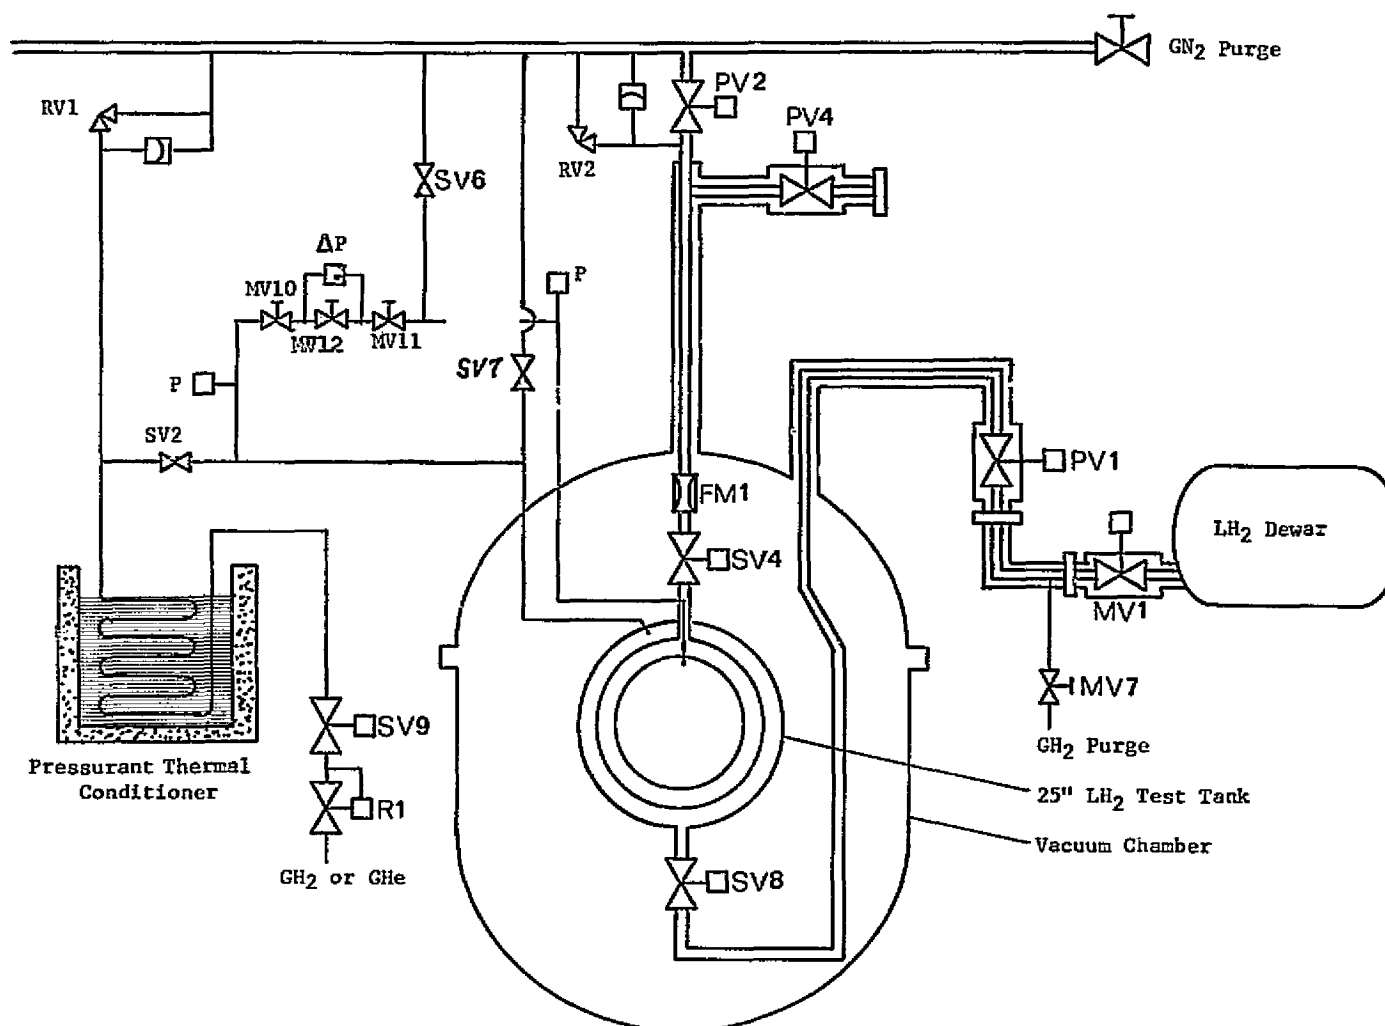 GN2 Purge
PV2
RV1
PV4
RV2
SV6
ΔP
P
MV10
MV12
MV11
SV7
P
SV2
PV1
FM1
LH2 Dewar
SV4
MV1
MV7
SV9
GH2 Purge
Pressurant Thermal
Conditioner
25" LH2 Test Tank
R1
Vacuum Chamber
GH2 or GHe
SV8